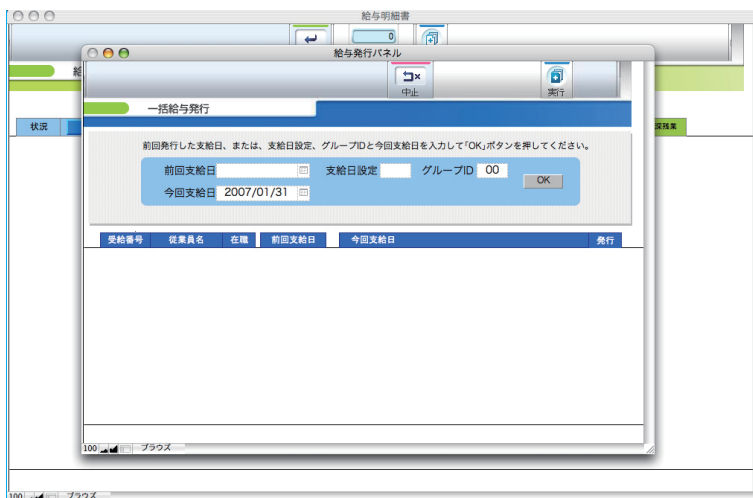 給与明細書
0
給与発行パネル
給
中止
実行
一括給与発行
状況
深残業
前回発行した支給日、または、支給日設定、グループIDと今回支給日を入力して「OK」ボタンを押してください。
前回支給日 支給日設定 グループID 00
OK
今回支給日 2007/01/31
受給番号 従業員名 在職 前回支給日 今回支給日 発行
100 ブラウズ
100 ブラウズ